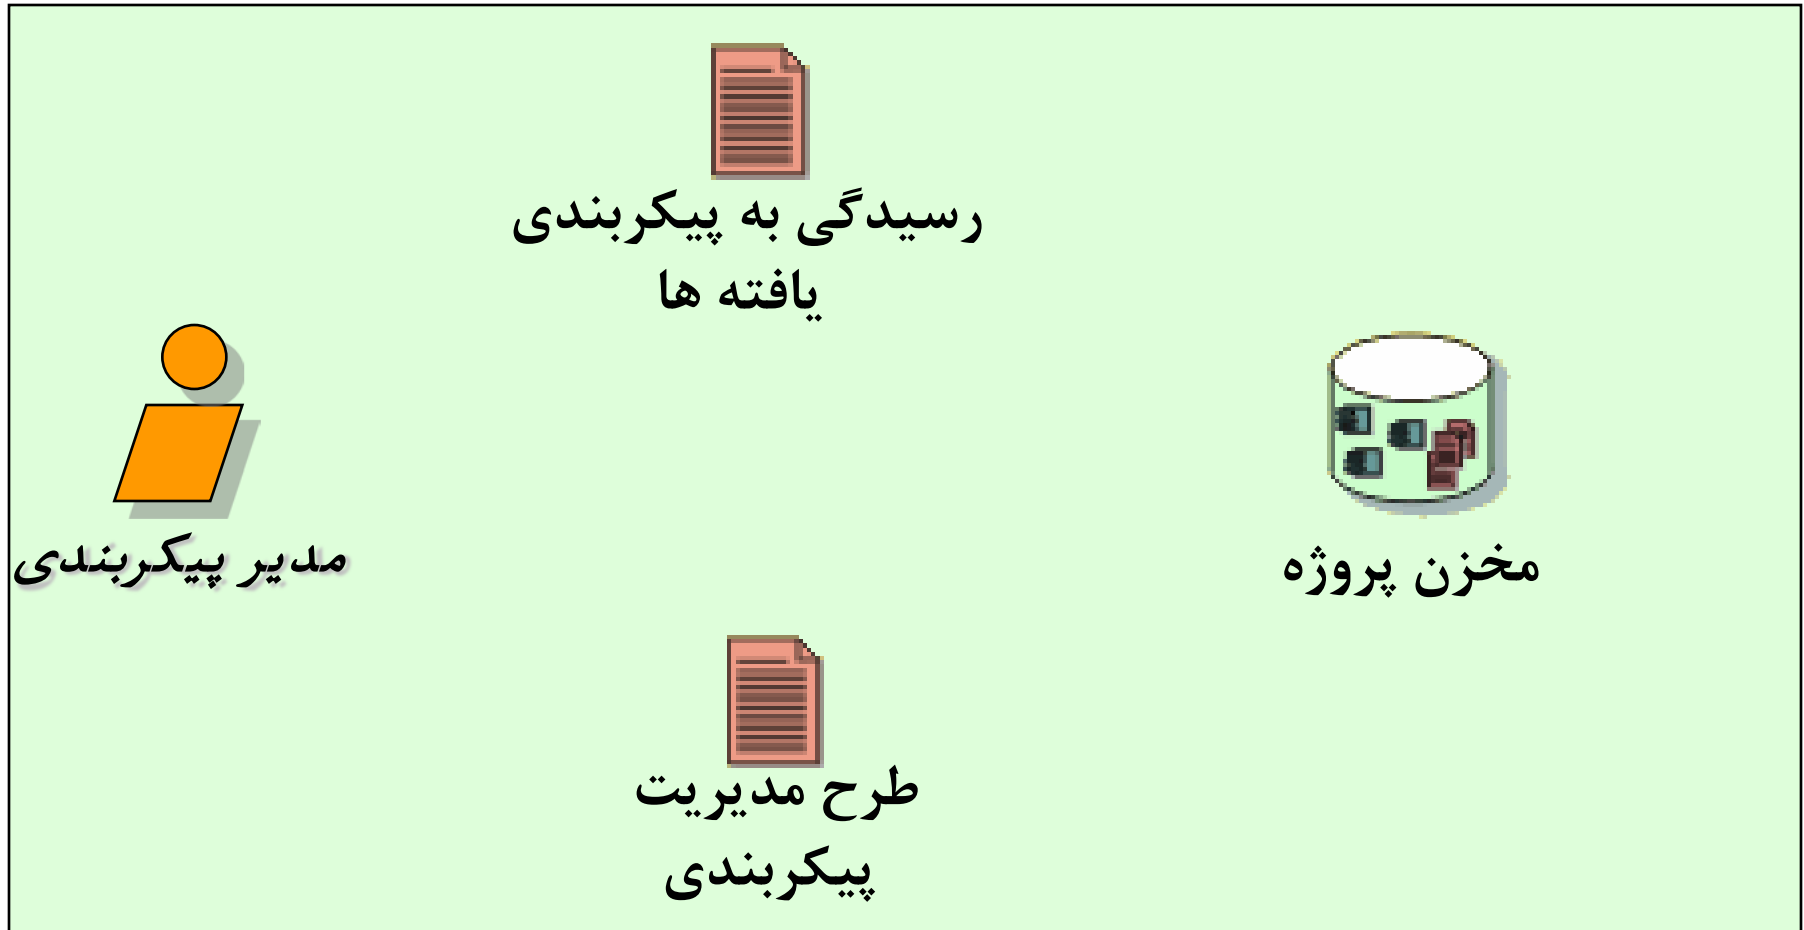 رسیدگی به پیکربندی
یافته ها
مدیر پیکربندی
مخزن پروژه
طرح مدیریت
پیکربندی